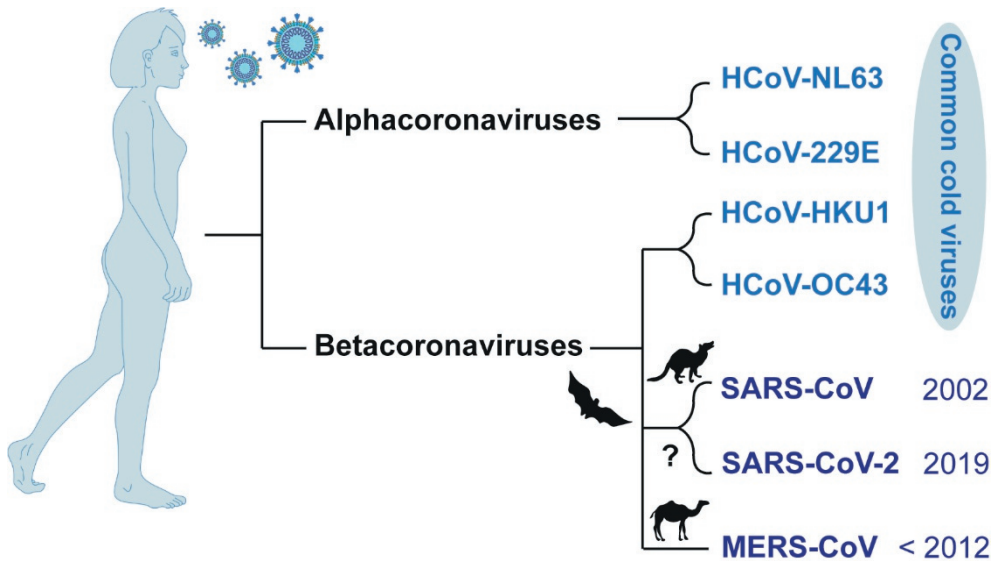 Alphacoronaviruses
HCoV-NL63
HCoV-229E
HCoV-HKU1
HCoV-OC43
Common cold viruses
Betacoronaviruses
SARS-CoV 2002
?
SARS-CoV-2 2019
MERS-CoV < 2012